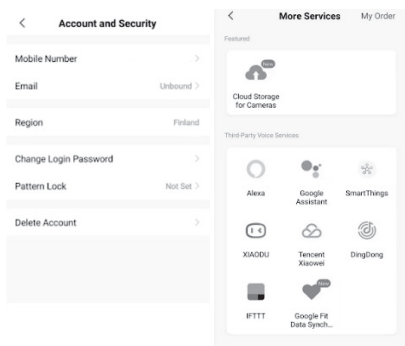 Account and Security
Mobile Number
Email Unbound
Region Finland
Change Login Password
Pattern Lock Not Set
Delete Account
More Services My Order
Featured
New
Cloud Storage
for Cameras
Third-Party Voice Services
Alexa
Google
Assistant
SmartThings
XIAODU
Tencent
Xiaowei
DingDong
IFTTT
New
Google Fit
Data Synch...